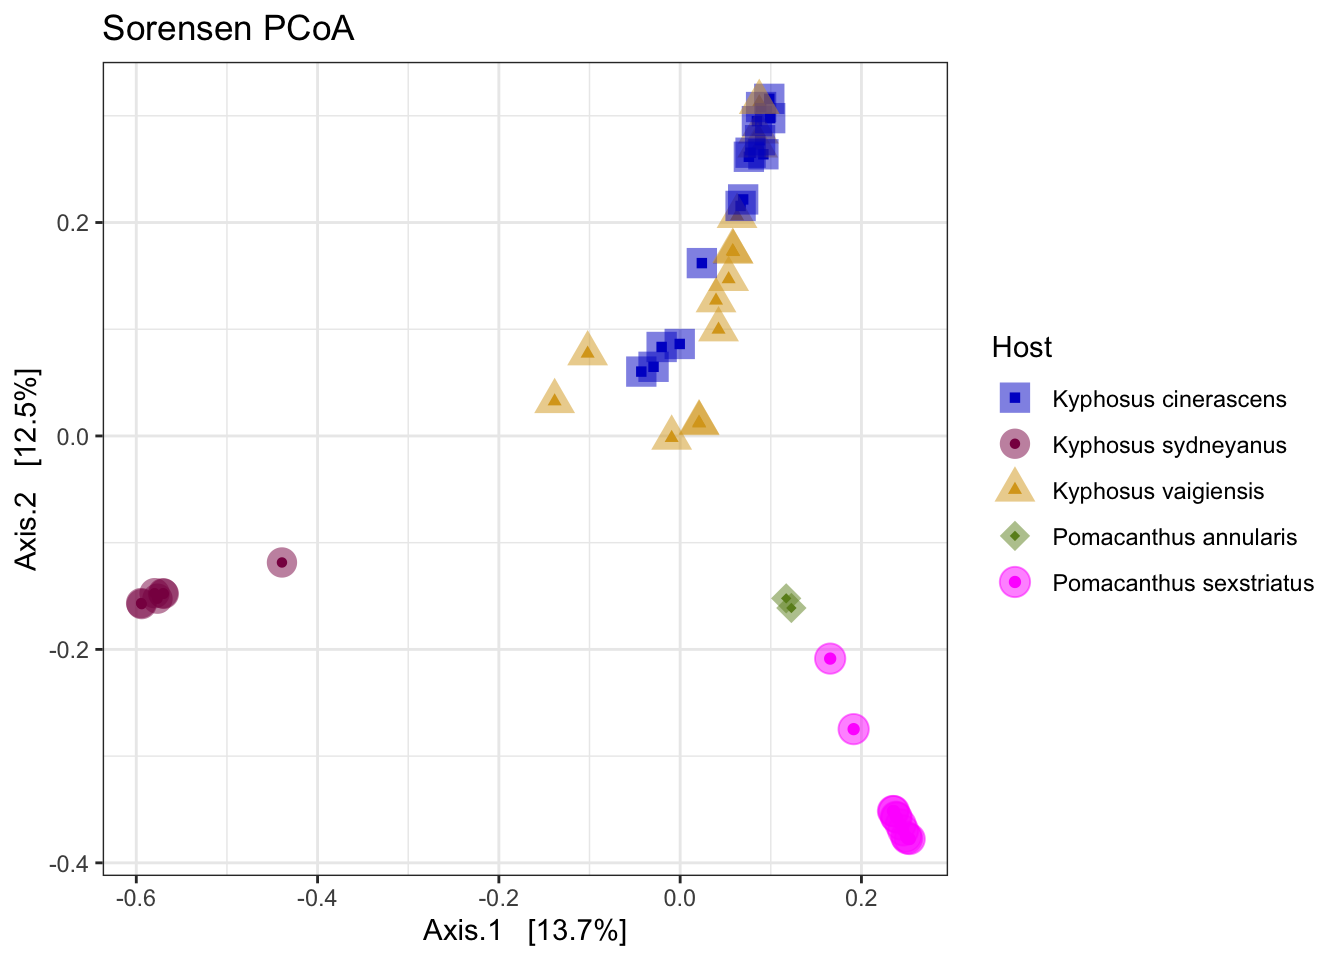 Sorensen PCoA
Axis.2 [12.5%]
0.2
0.0
-0.2
-0.4
-0.6
-0.4
-0.2
0.0
0.2
Axis.1 [13.7%]
Host
Kyphosus cinerascens
Kyphosus sydneyanus
Kyphosus vaigiensis
Pomacanthus annularis
Pomacanthus sexstriatus